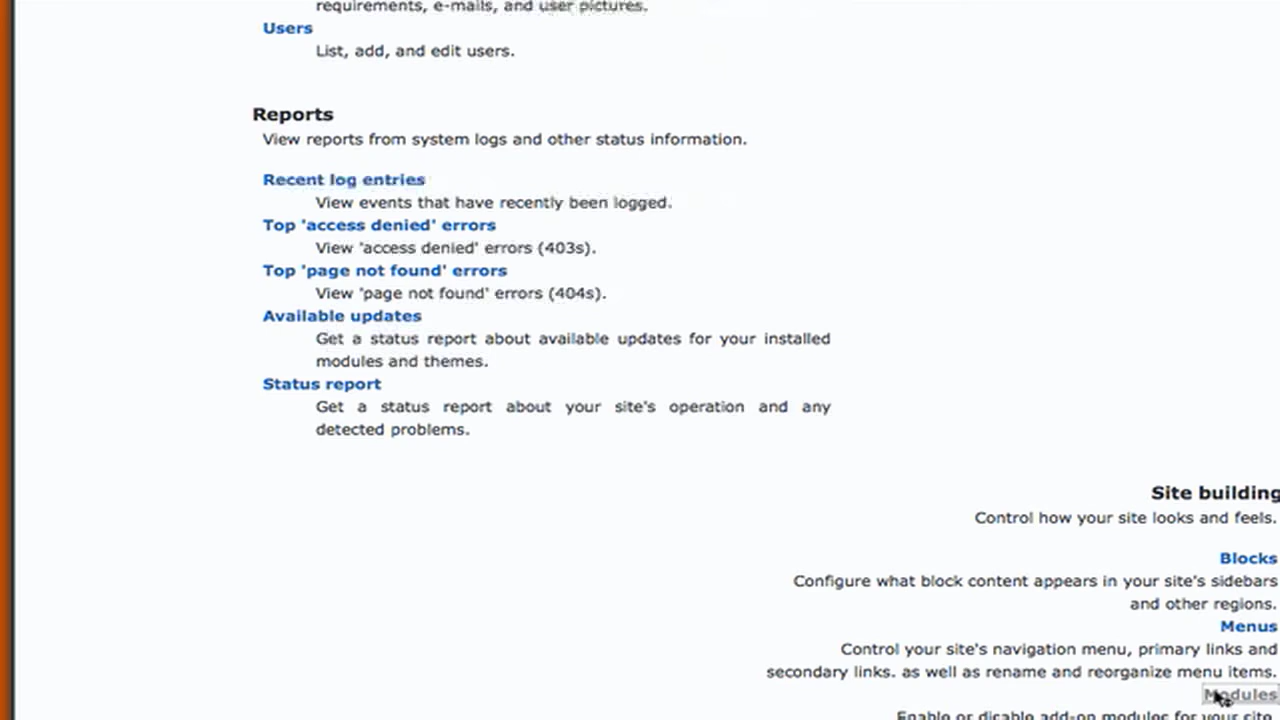 requirements, e-mails, and user pictures.
Users
List, add, and edit users.
Reports
View reports from system logs and other status information.
Recent log entries
View events that have recently been logged.
Top 'access denied' errors
View 'access denied' errors (403s).
Top 'page not found' errors
View 'page not found' errors (404s).
Available updates
Get a status report about available updates for your installed
modules and themes.
Status report
Get a status report about your site's operation and any
detected problems.
Site building
Control how your site looks and feels.
Blocks
Configure what block content appears in your site's sidebars
and other regions.
Menus
Control your site's navigation menu, primary links and
secondary links. as well as rename and reorganize menu items.
Modules
Enable or disable add-on modules for your site.